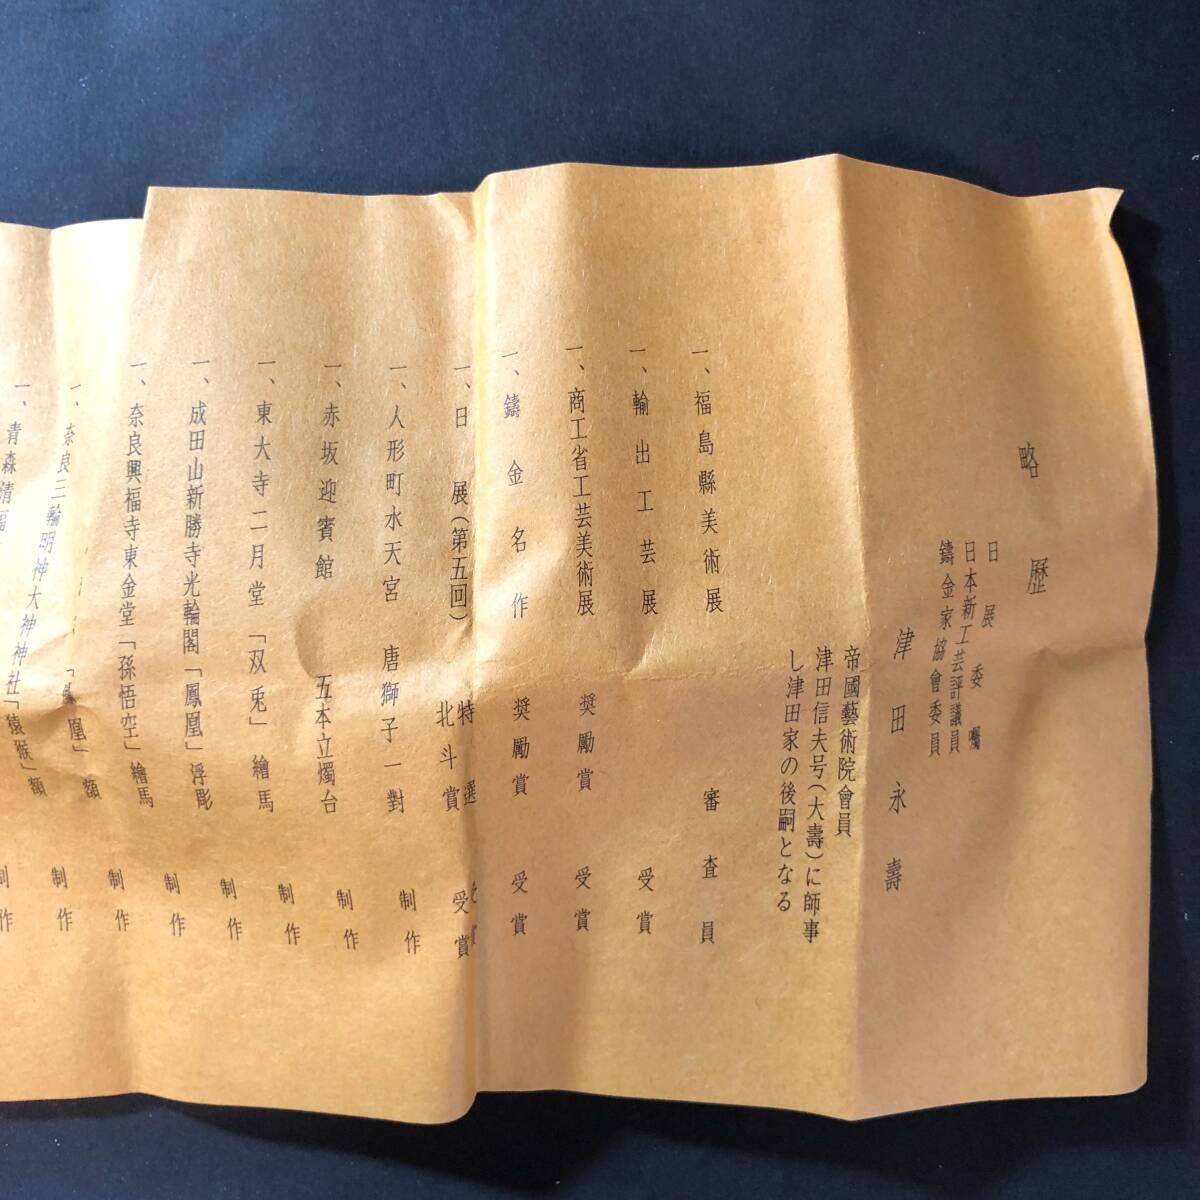 略歴
日展委嘱
日本新工芸評議員
鑄金家協會委員
津田永壽
帝國藝術院會員
津田信夫号(大壽)に師事
し津田家の後嗣となる
一、福島縣美術展 審査員
一、輸出工芸展 受賞
一、商工省工芸美術展 奨励賞 受賞
一、鑄金名作 奨励賞 受賞
一、日展(第五回) 特選 北斗賞 受賞
一、人形町水天宮 唐獅子一對 制作
一、赤坂迎賓館 五本立燭台 制作
一、東大寺二月堂「双兎」繪馬 制作
一、成田山新勝寺光輪閣「鳳凰」浮彫 制作
一、奈良興福寺東金堂「孫悟空」繪馬 制作
一、奈良三輪明神大神神社「猿猴」額 制作
一、青森清